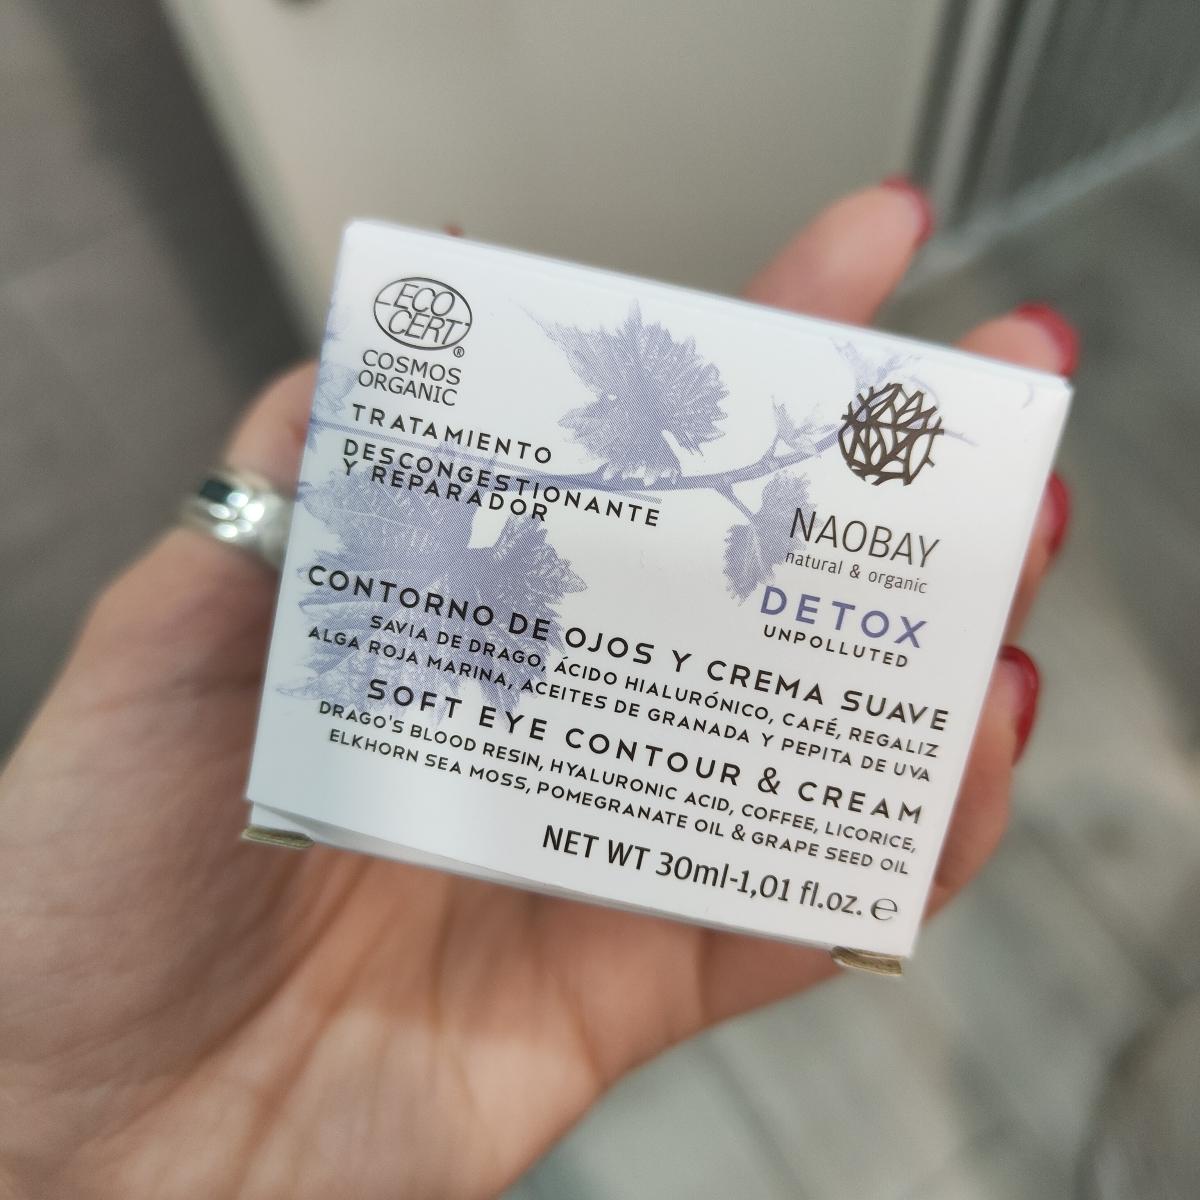 ECO
CERT®
COSMOS
ORGANIC
TRATAMIENTO
DESCONGESTIONANTE
Y REPARADOR
NAOBAY
natural & organic
DETOX
UNPOLLUTED
CONTORNO DE OJOS Y CREMA SUAVE
SAVIA DE DRAGO, ÁCIDO HIALURÓNICO, CAFÉ, REGALIZ
ALGA ROJA MARINA, ACEITES DE GRANADA Y PEPITA DE UVA
SOFT EYE CONTOUR & CREAM
DRAGO'S BLOOD RESIN, HYALURONIC ACID, COFFEE, LICORICE,
ELKHORN SEA MOSS, POMEGRANATE OIL & GRAPE SEED OIL
NET WT 30ml-1,01 fl.oz. ℮